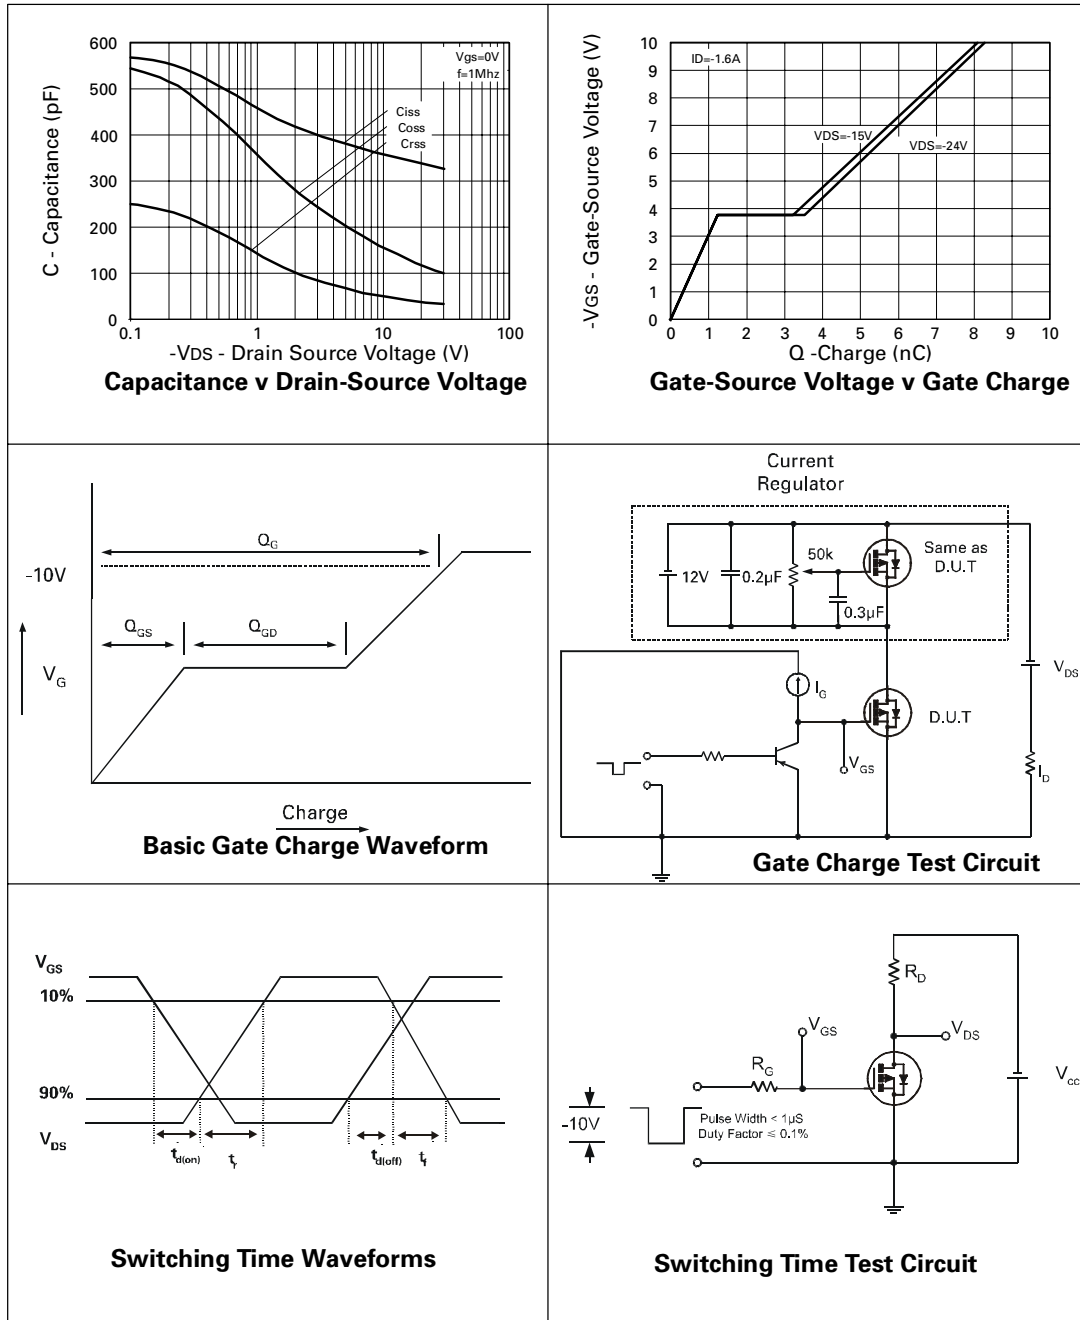 600
500
400
300
200
100
0
C - Capacitance (pF)
Vgs=0V
f=1Mhz
Ciss
Coss
Crss
0.1
1
10
100
-VDS - Drain Source Voltage (V)
Capacitance v Drain-Source Voltage
10
9
8
7
6
5
4
3
2
1
0
-VGS - Gate-Source Voltage (V)
ID=-1.6A
VDS=-15V
VDS=-24V
0 1 2 3 4 5 6 7 8 9 10
Q -Charge (nC)
Gate-Source Voltage v Gate Charge
QG
-10V
QGS
QGD
VG
Charge
Basic Gate Charge Waveform
Current
Regulator
12V
0.2µF
50k
0.3µF
Same as
D.U.T
IG
VDS
D.U.T
VGS
ID
Gate Charge Test Circuit
VGS
10%
90%
VDS
td(on)
tr
td(off)
tf
Switching Time Waveforms
RD
VGS
VDS
RG
VCC
-10V
Pulse Width < 1µS
Duty Factor ≤ 0.1%
Switching Time Test Circuit